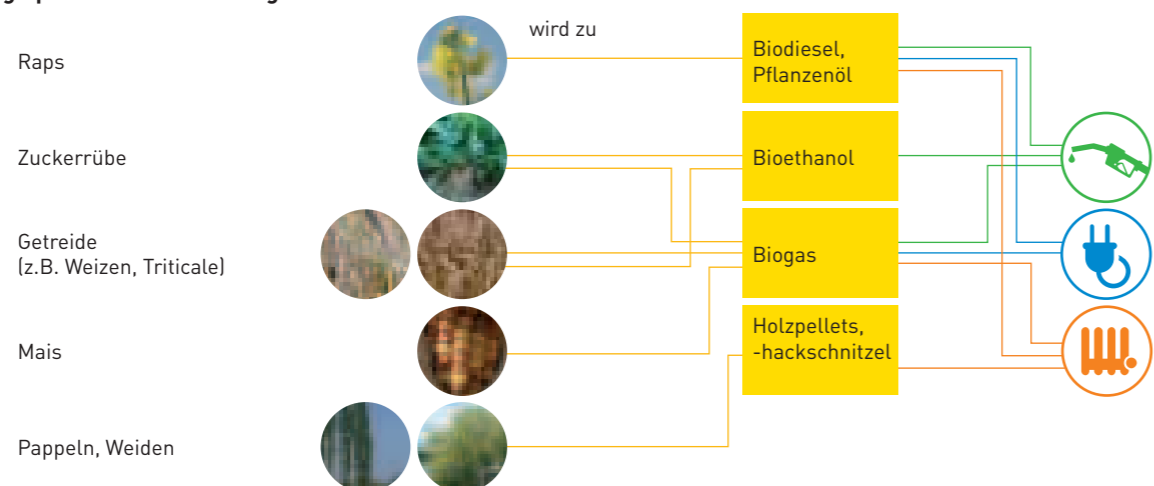 Raps
wird zu
Biodiesel,
Pflanzenöl
Zuckerrübe
Bioethanol
Getreide
(z.B. Weizen, Triticale)
Biogas
Mais
Holzpellets,
-hackschnitzel
Pappeln, Weiden